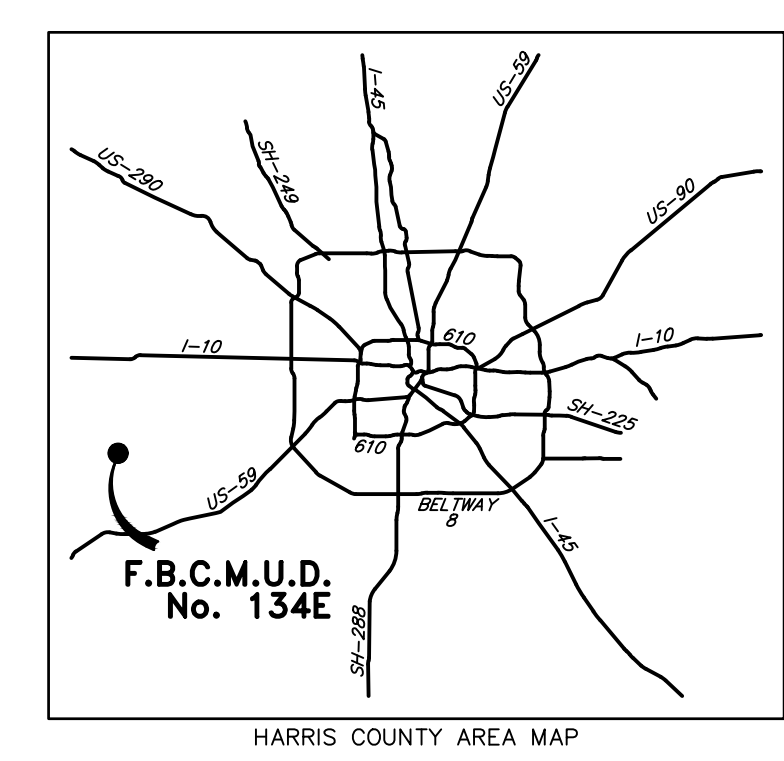 I-45
US-59
SH-249
US-290
US-90
610
I-10
I-10
SH-225
610
US-59
BELTWAY
8
I-45
F.B.C.M.U.D.
No. 134E
SH-288
HARRIS COUNTY AREA MAP